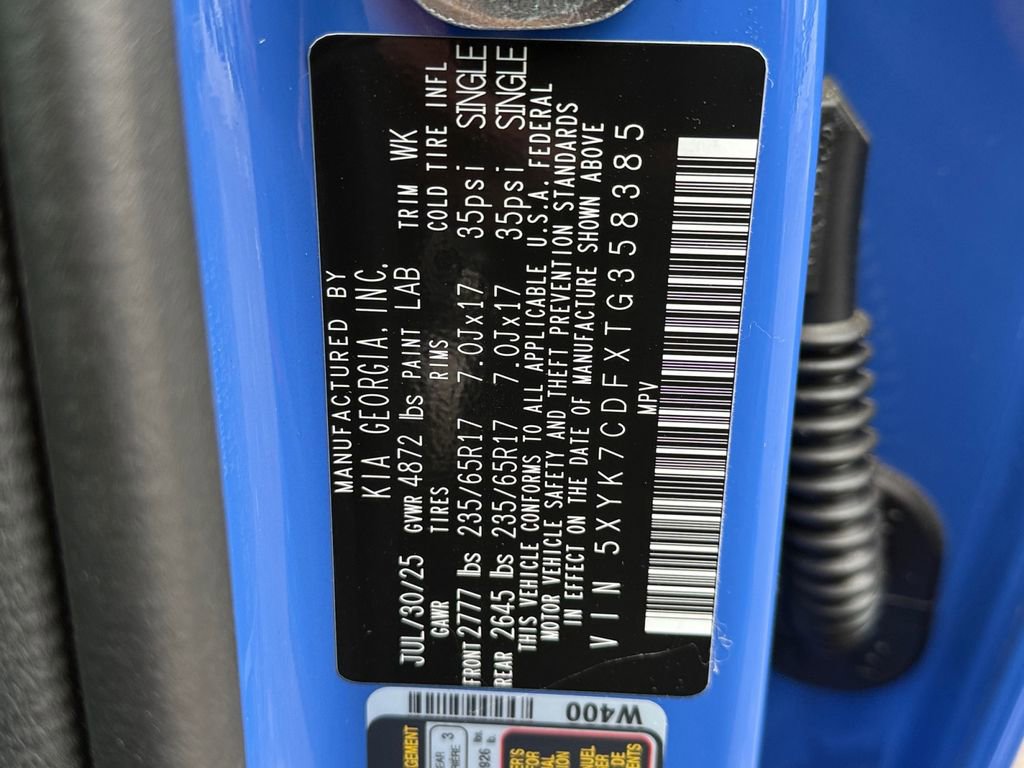 MANUFACTURED BY
KIA GEORGIA, INC.
JUL/30/25 GVWR 4872 lbs PAINT LAB TRIM WK
GAWR TIRES RIMS COLD TIRE INFL
FRONT 2777 lbs 235/65R17 7.0Jx17 35psi SINGLE
REAR 2645 lbs 235/65R17 7.0Jx17 35psi SINGLE
THIS VEHICLE CONFORMS TO ALL APPLICABLE U.S.A. FEDERAL
MOTOR VEHICLE SAFETY AND THEFT PREVENTION STANDARDS
IN EFFECT ON THE DATE OF MANUFACTURE SHOWN ABOVE
VIN 5XYK7CDFXTG358385
MPV
W400
3
926 lb.